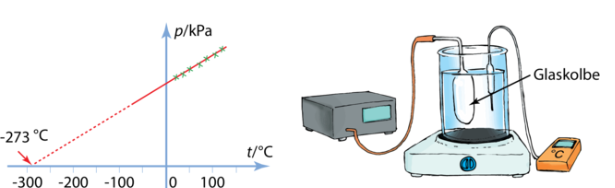 p/kPa
-273 °C
t/°C
-300 -200 -100 0 100
Glaskolbe
°C